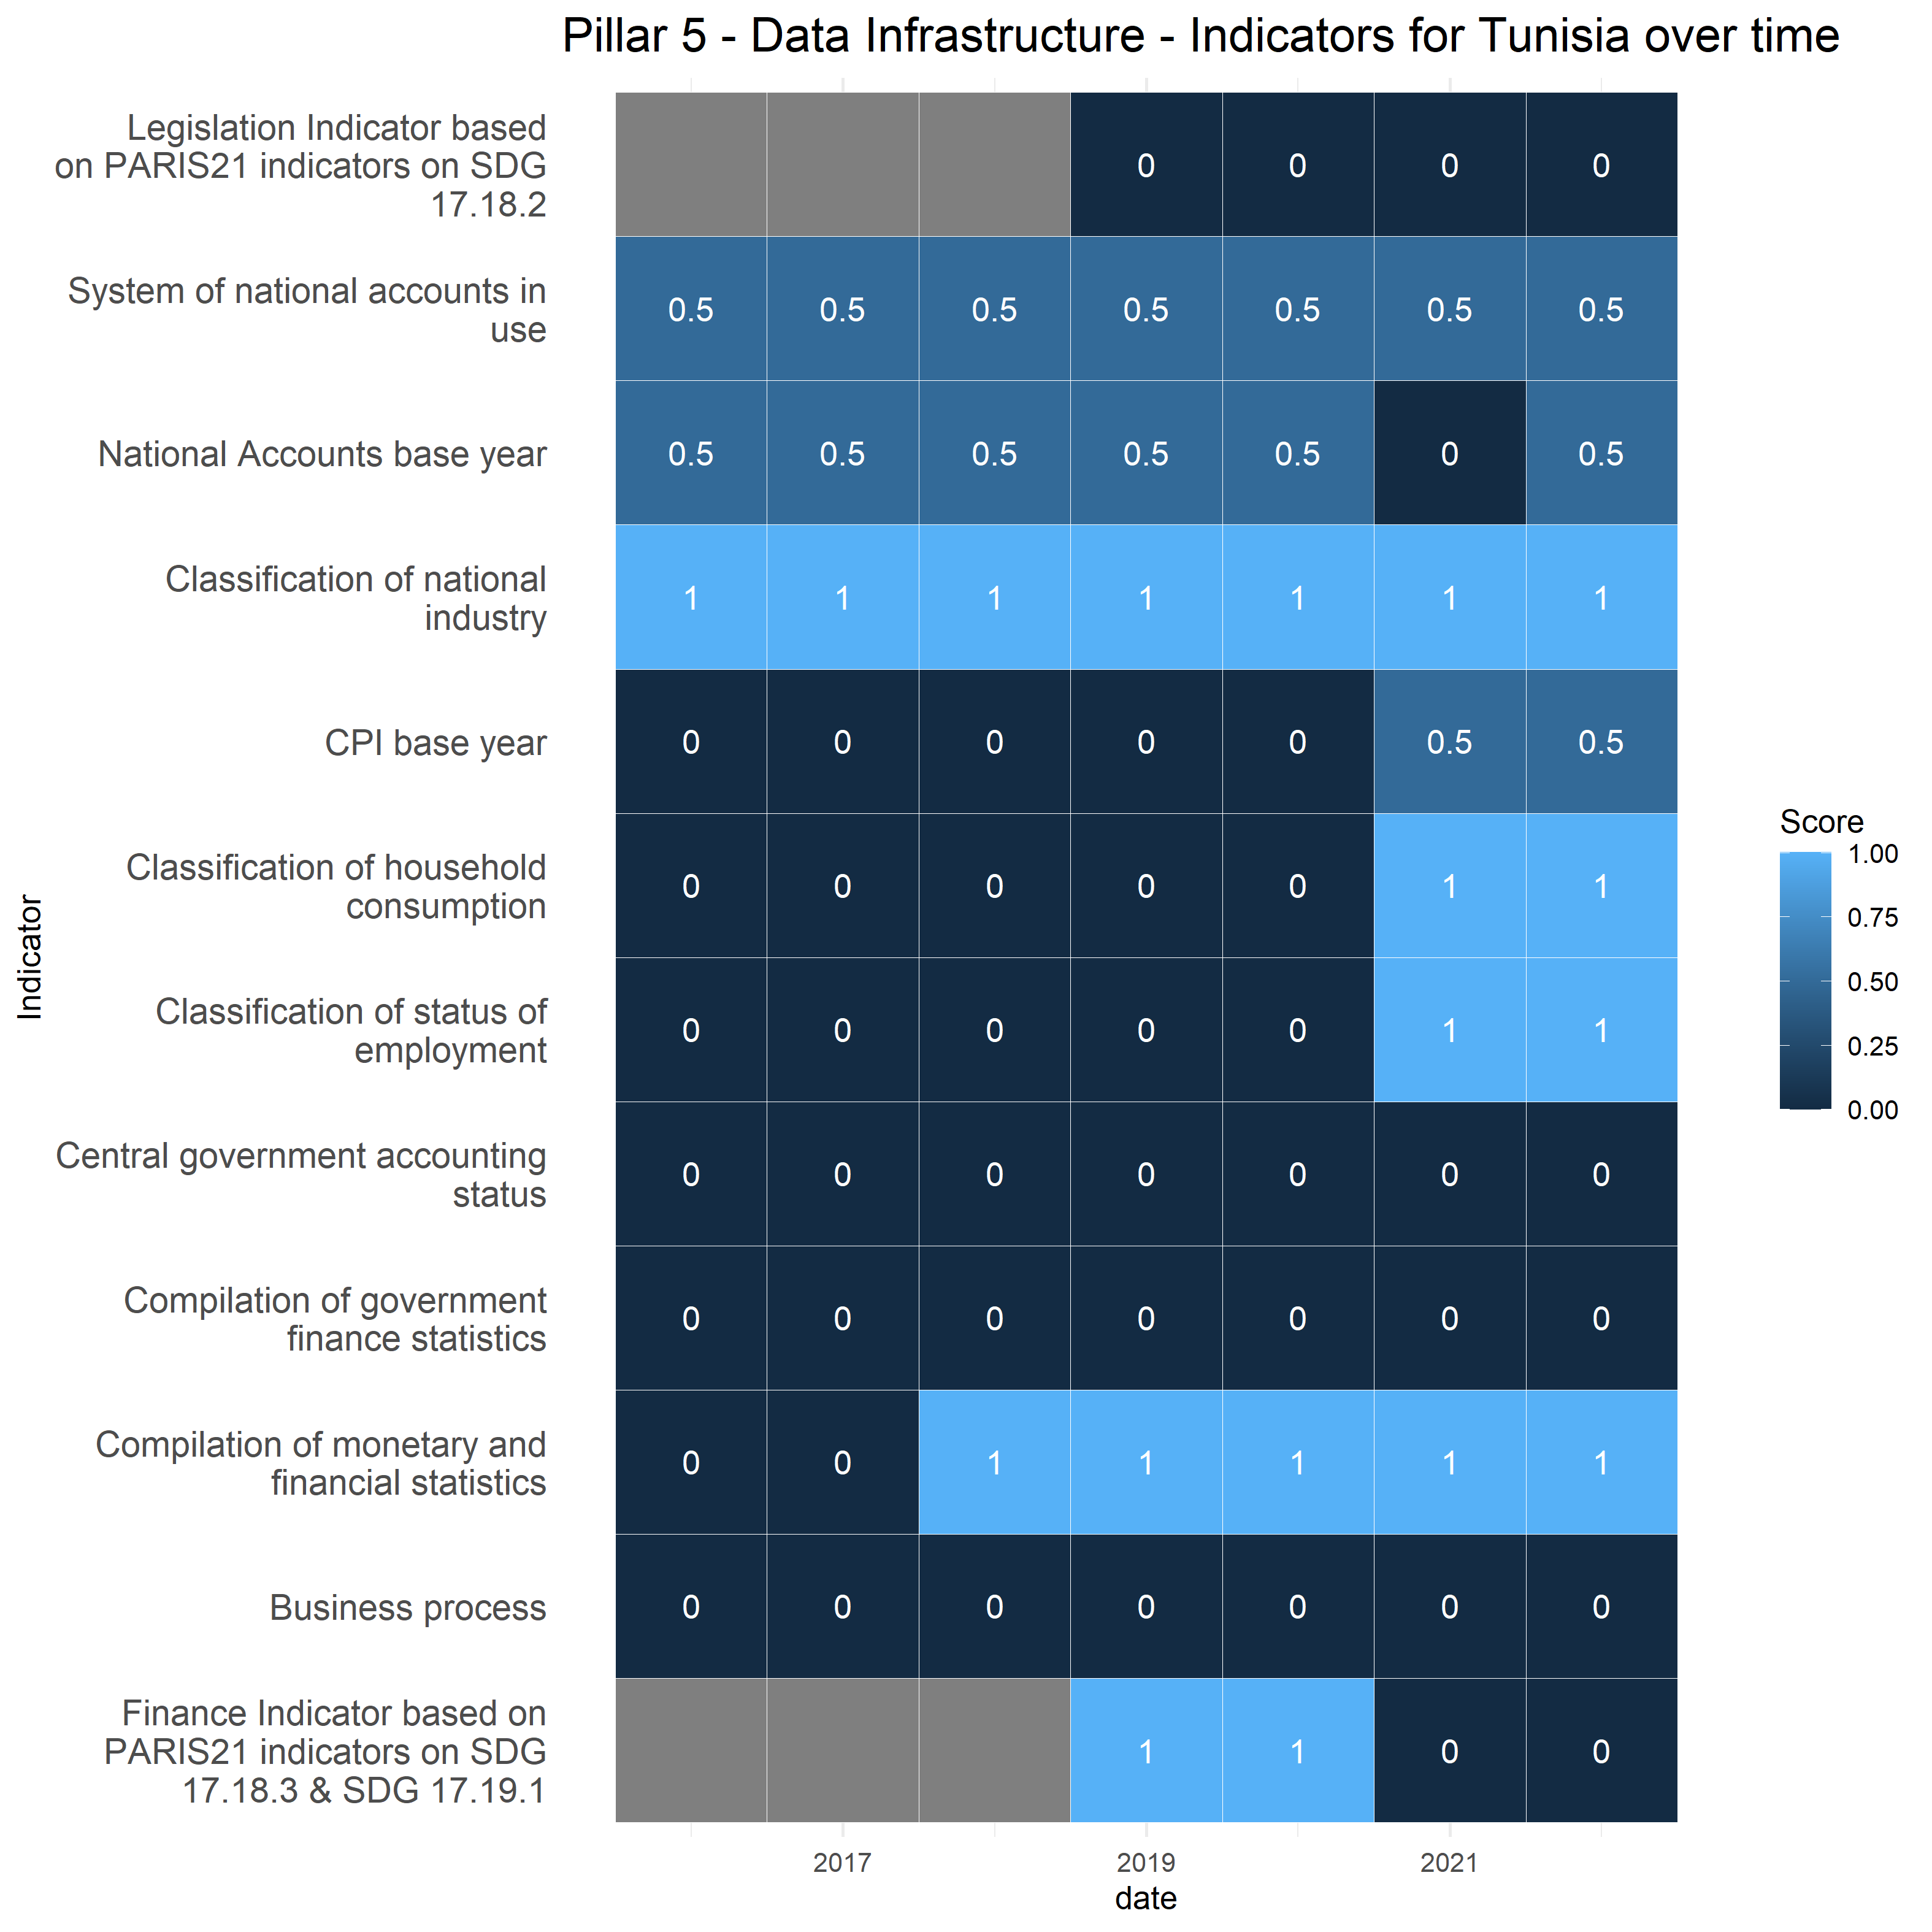 Pillar 5 - Data Infrastructure - Indicators for Tunisia over time
Indicator
Legislation Indicator based
on PARIS21 indicators on SDG
17.18.2
0 0 0 0
System of national accounts in
use
0.5 0.5 0.5 0.5 0.5 0.5 0.5
National Accounts base year
0.5 0.5 0.5 0.5 0.5 0 0.5
Classification of national
industry
1 1 1 1 1 1 1
CPI base year
0 0 0 0 0 0.5 0.5
Classification of household
consumption
0 0 0 0 0 1 1
Classification of status of
employment
0 0 0 0 0 1 1
Central government accounting
status
0 0 0 0 0 0 0
Compilation of government
finance statistics
0 0 0 0 0 0 0
Compilation of monetary and
financial statistics
0 0 1 1 1 1 1
Business process
0 0 0 0 0 0 0
Finance Indicator based on
PARIS21 indicators on SDG
17.18.3 & SDG 17.19.1
1 1 0 0
2017 2019 2021
date
Score
1.00
0.75
0.50
0.25
0.00